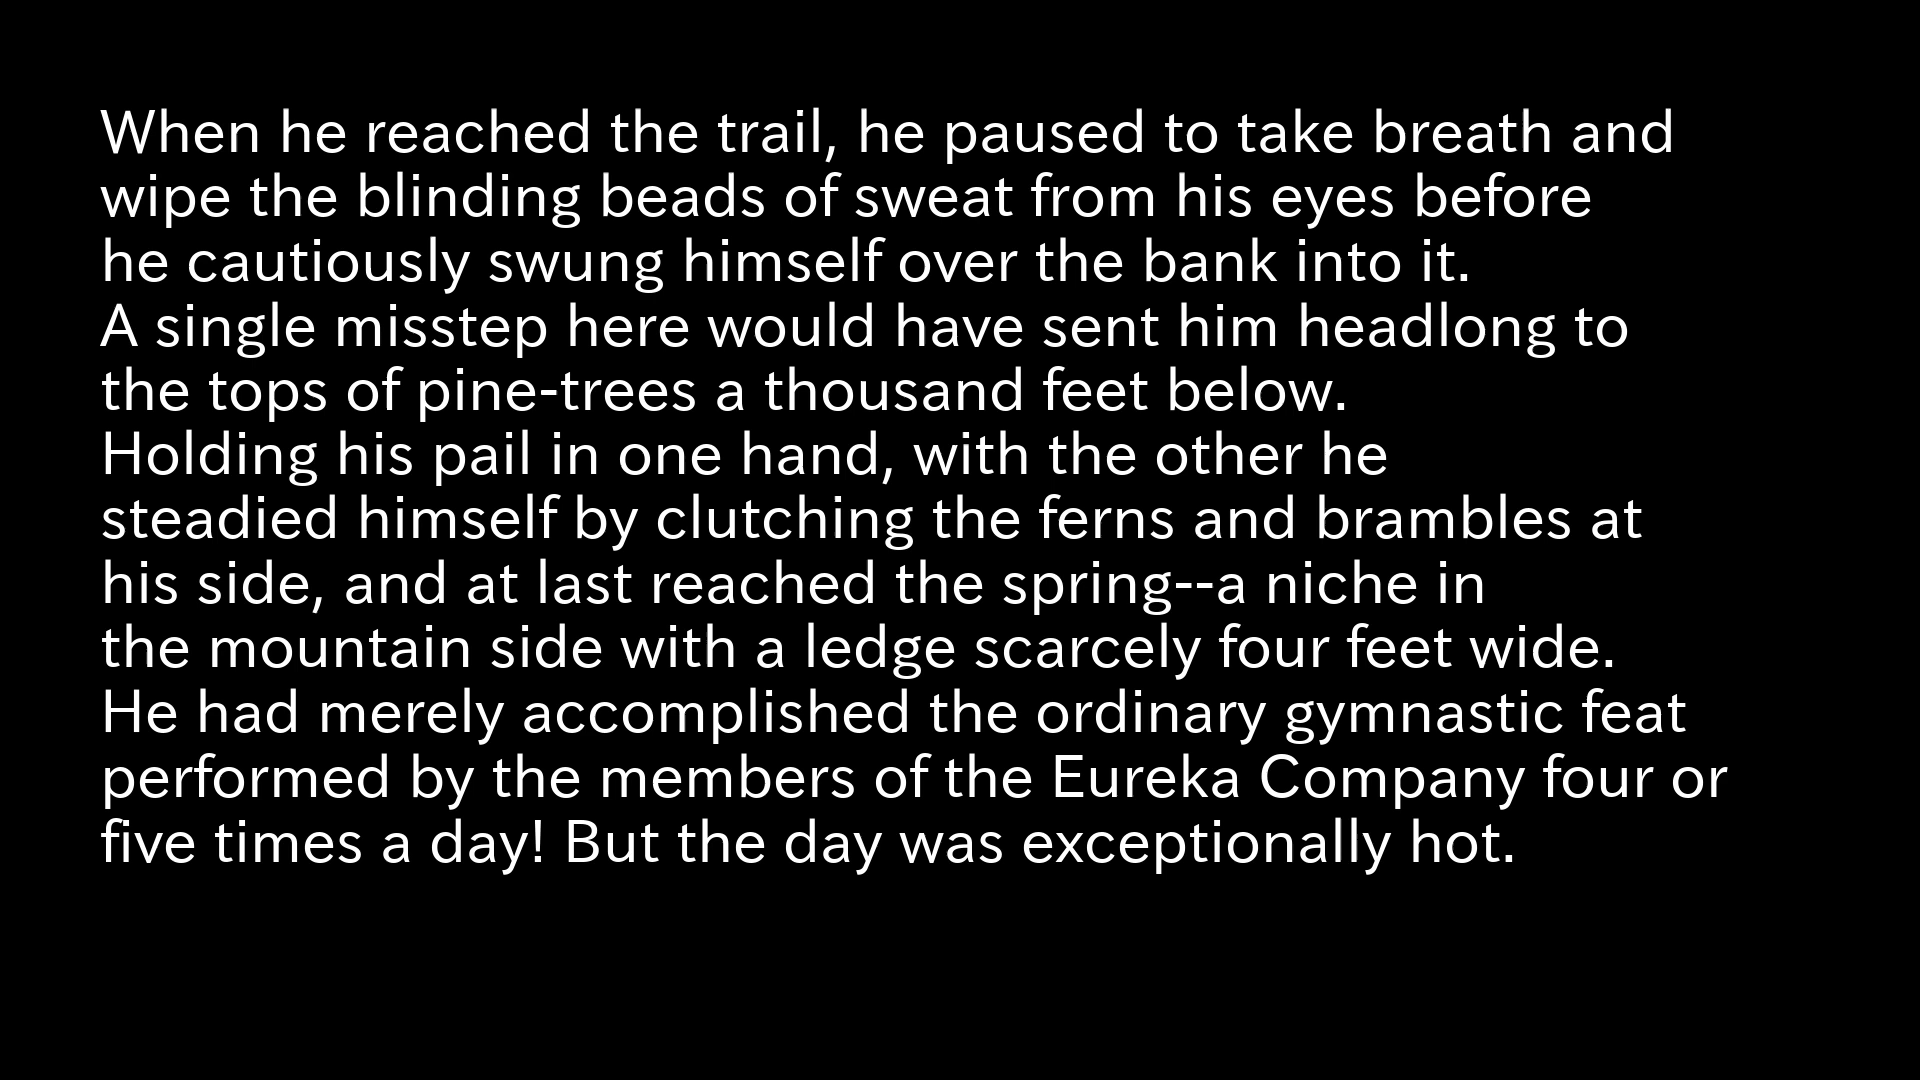 When he reached the trail, he paused to take breath and
wipe the blinding beads of sweat from his eyes before
he cautiously swung himself over the bank into it.
A single misstep here would have sent him headlong to
the tops of pine-trees a thousand feet below.
Holding his pail in one hand, with the other he
steadied himself by clutching the ferns and brambles at
his side, and at last reached the spring--a niche in
the mountain side with a ledge scarcely four feet wide.
He had merely accomplished the ordinary gymnastic feat
performed by the members of the Eureka Company four or
five times a day! But the day was exceptionally hot.